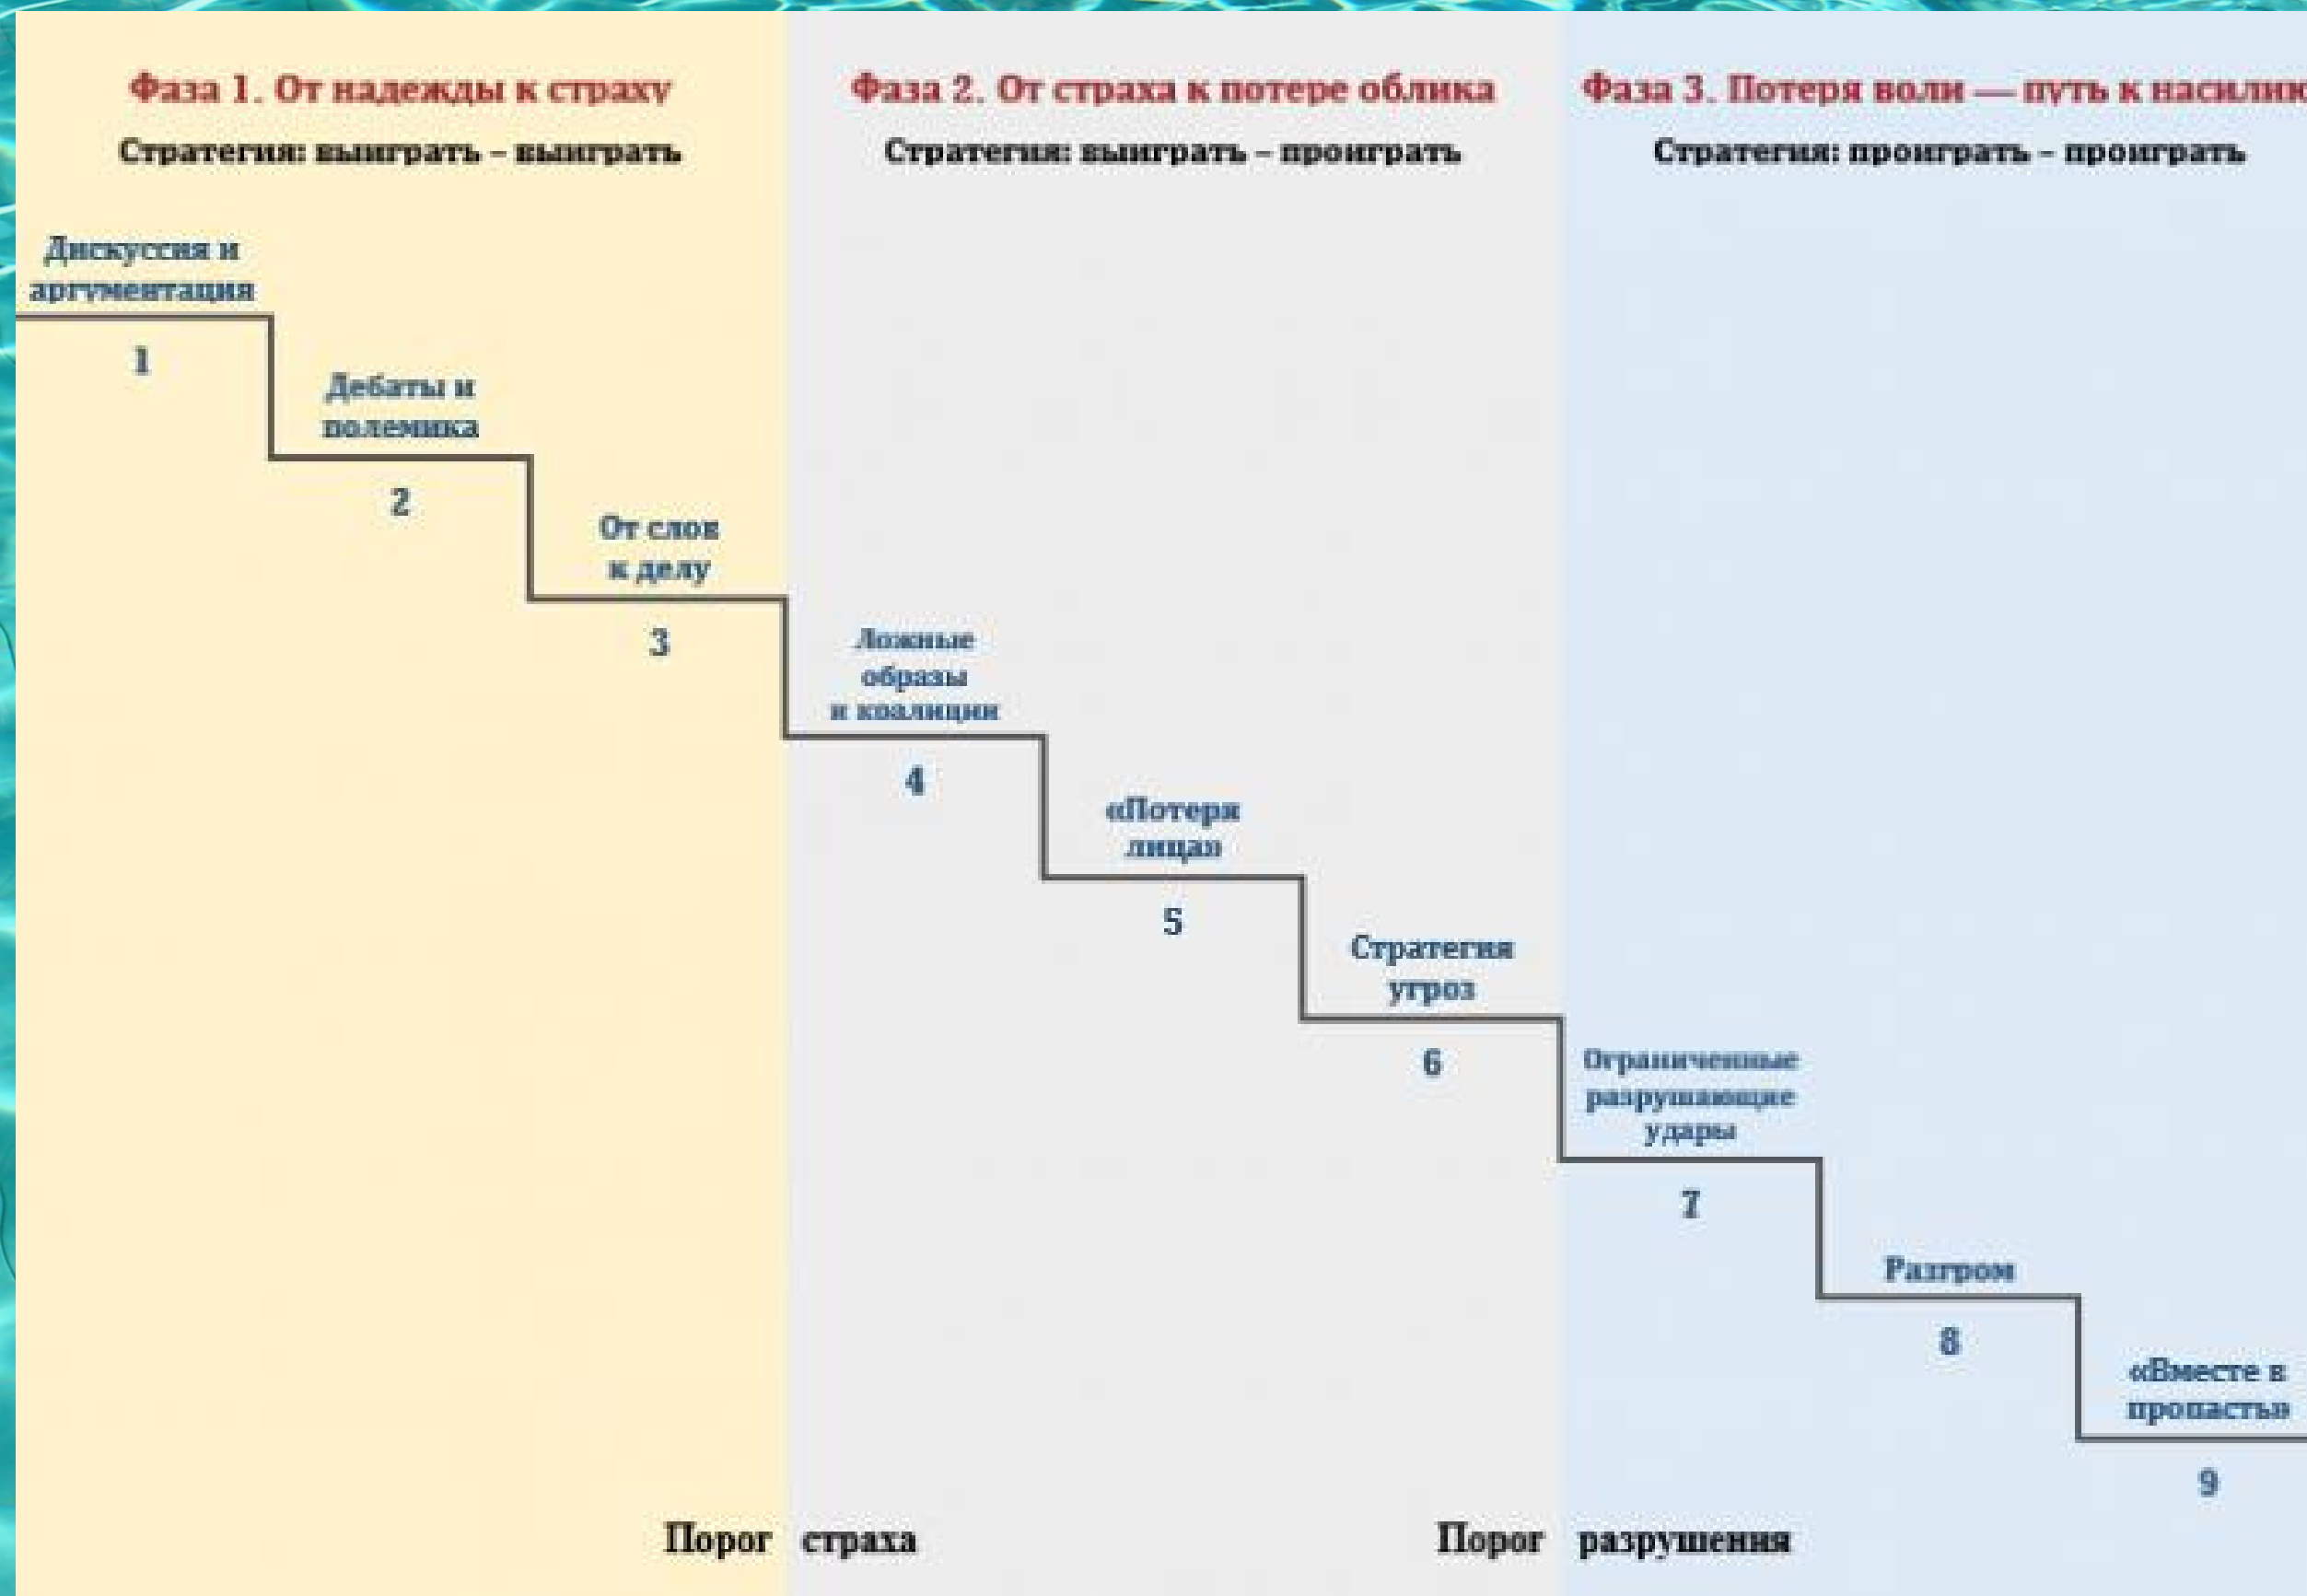 Фаза 1. От надежды к страху
Стратегия: выиграть – выиграть
Фаза 2. От страха к потере облика
Стратегия: выиграть – проиграть
Фаза 3. Потеря воли — путь к насилию
Стратегия: проиграть – проиграть
Дискуссия и
аргументация
1
Дебаты и
полемика
2
От слов
к делу
3
Ложные
образы
и коалиции
4
«Потеря
лица»
5
Стратегия
угроз
6
Ограниченные
разрушающие
удары
7
Разгром
8
«Вместе в
пропасть»
9
Порог страха
Порог разрушения